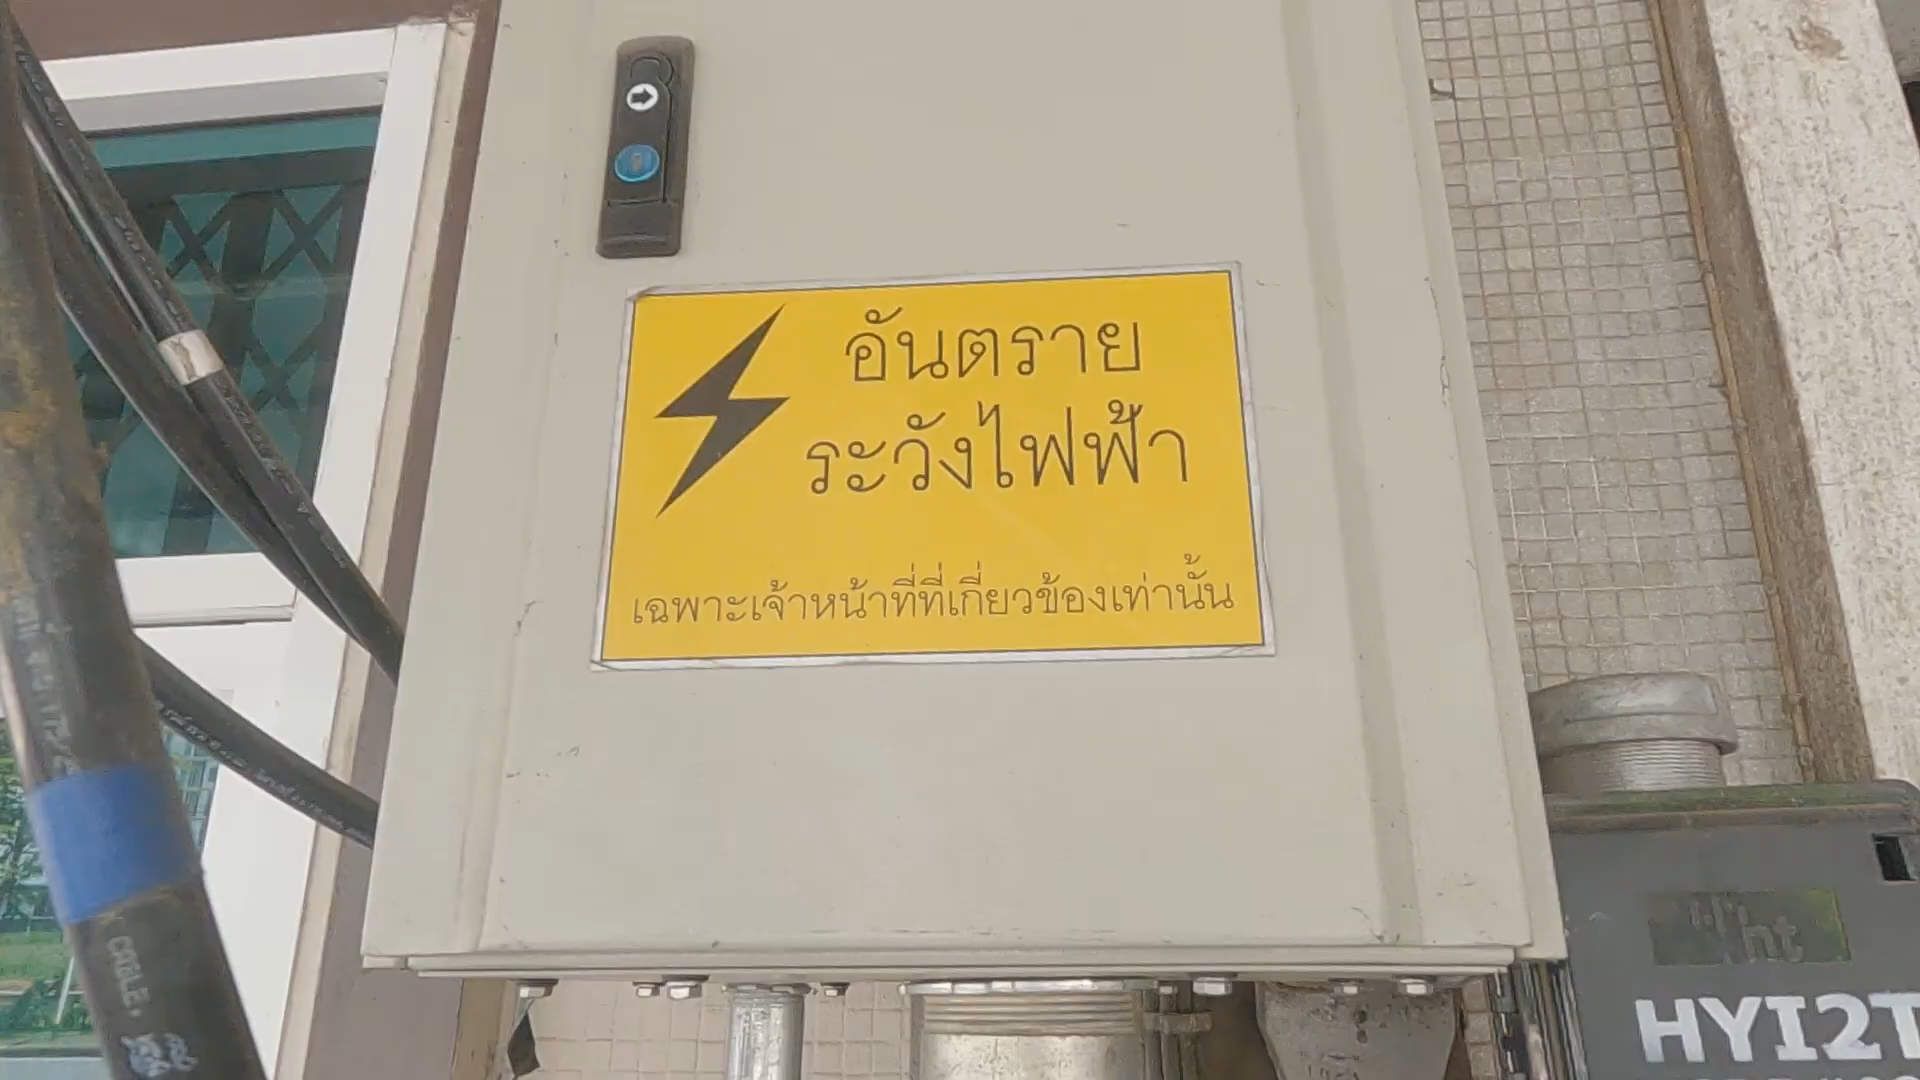 อันตราย
ระวังไฟฟ้า
เฉพาะเจ้าหน้าที่ที่เกี่ยวข้องเท่านั้น
CABLE.
HYI2T